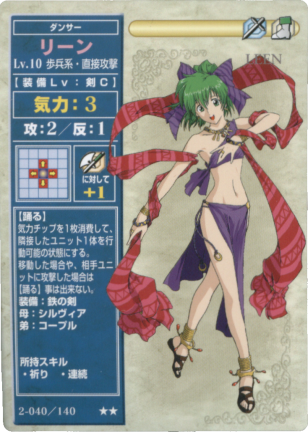 ダンサー
リーン
Lv.10 歩兵系・直接攻撃
【装備Lv:剣C】
気力:3
攻:2/反:1
に対して
+1
LEEN
【踊る】
気力チップを1枚消費して、
隣接したユニット1体を行
動可能の状態にする。
移動した場合や、相手ユニ
ットに攻撃した場合は
【踊る】事は出来ない。
装備:鉄の剣
母:シルヴィア
弟:コープル
所持スキル
・祈り ・連続
2-040/140 ★★